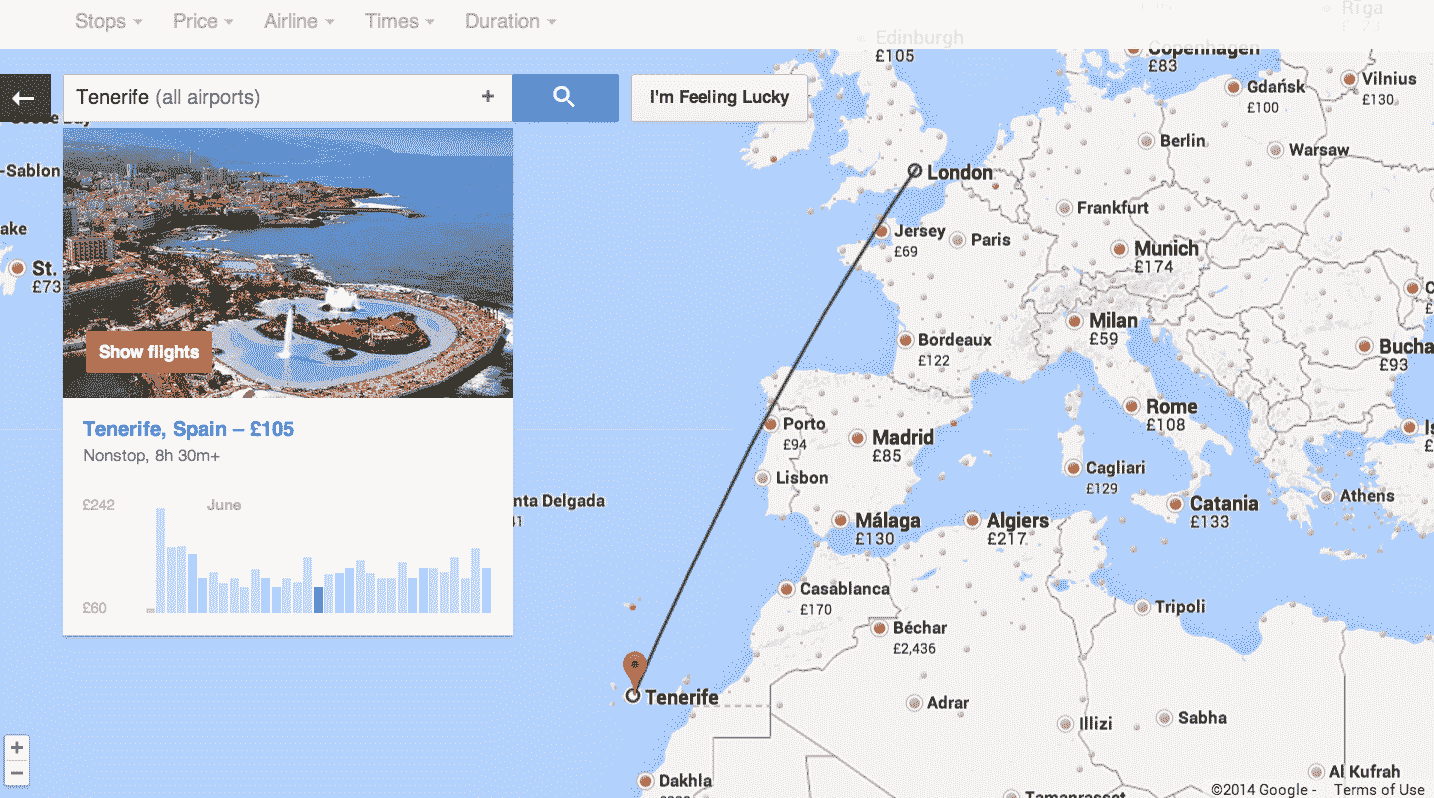 Stops
Price
Airline
Times
Duration
Tenerife (all airports)
+
I'm Feeling Lucky
Show flights
Tenerife, Spain – £105
Nonstop, 8h 30m+
£242
June
£60
Riga
Edinburgh
£105
Copenhagen
£83
Gdańsk
£100
Vilnius
£130
Berlin
Warsaw
London
-Sablon
Frankfurt
Jersey
£69
Paris
Munich
£174
St.
£73
Milan
£59
Bordeaux
£122
Bucha
£93
Rome
£108
Porto
£94
Madrid
£85
Cagliari
£129
Lisbon
nta Delgada
Catania
£133
Athens
Málaga
£130
Algiers
£217
Casablanca
£170
Tripoli
Béchar
£2,436
Tenerife
Adrar
Illizi
Sabha
Dakhla
Al Kufrah
Tamanrasset
+
−
©2014 Google - Terms of Use